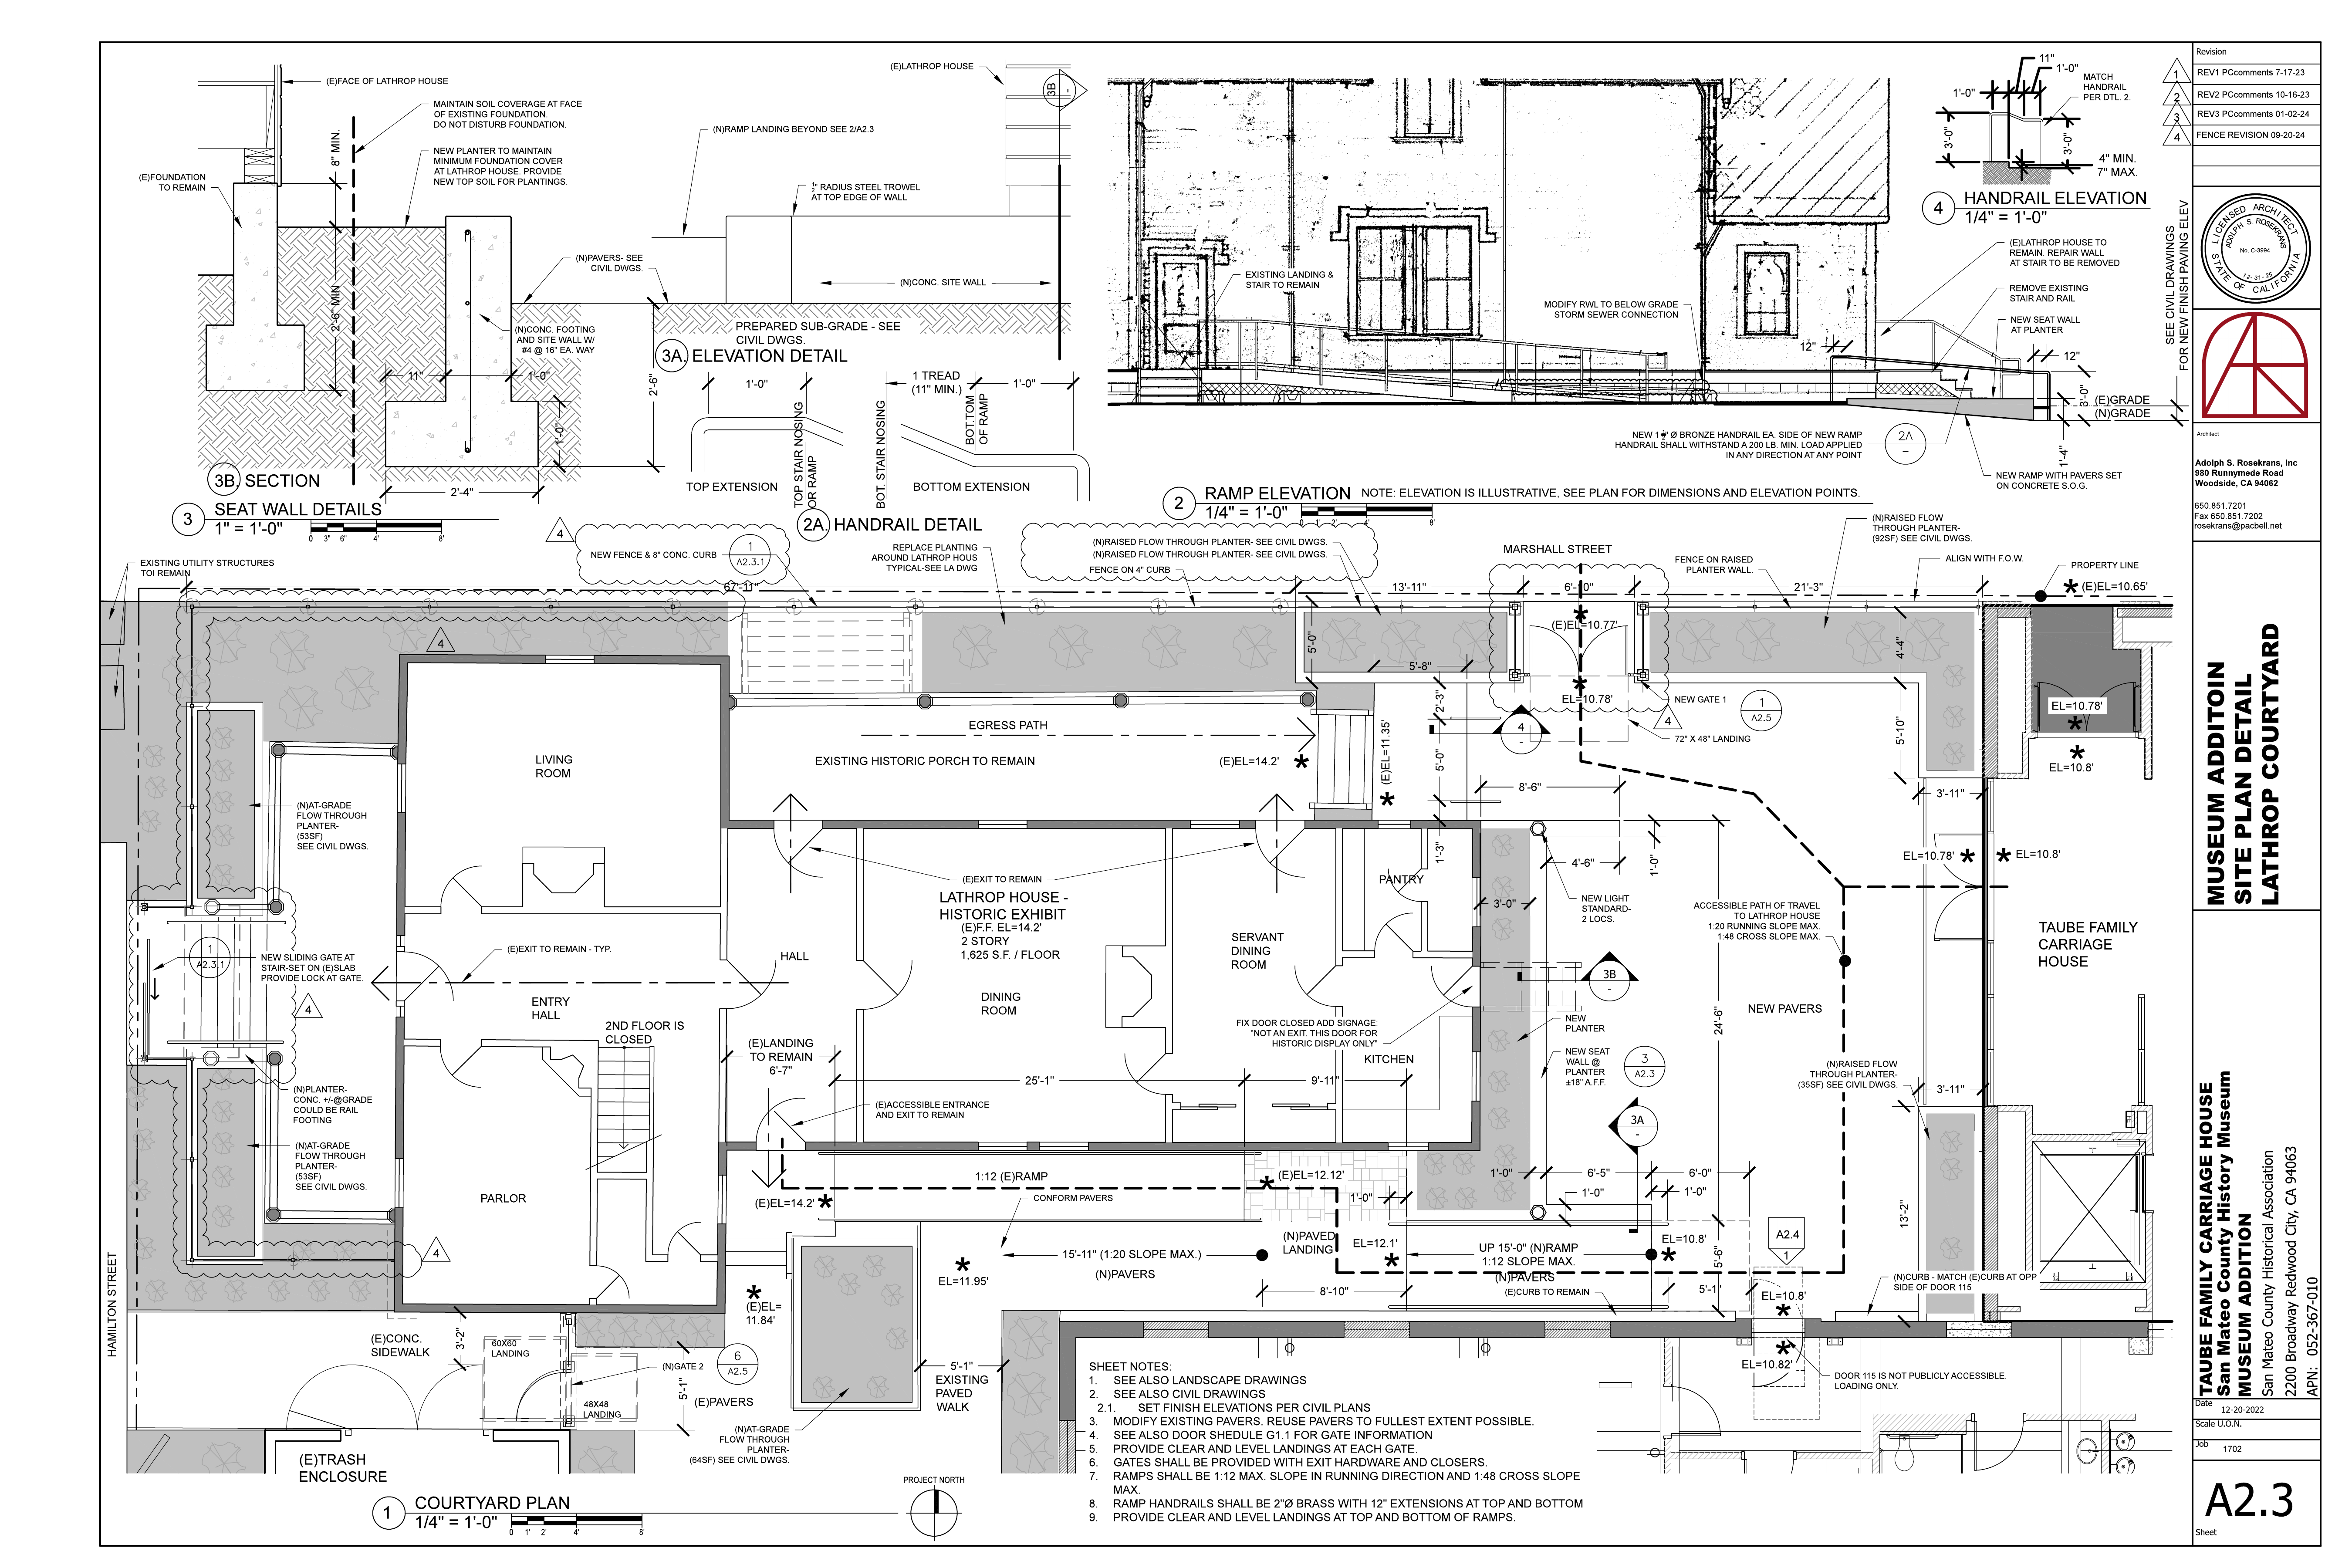 (E)FACE OF LATHROP HOUSE
MAINTAIN SOIL COVERAGE AT FACE
OF EXISTING FOUNDATION.
DO NOT DISTURB FOUNDATION.
8" MIN.
NEW PLANTER TO MAINTAIN
MINIMUM FOUNDATION COVER
AT LATHROP HOUSE. PROVIDE
NEW TOP SOIL FOR PLANTINGS.
(E)FOUNDATION
TO REMAIN
2'-6" MIN
(N)PAVERS- SEE
CIVIL DWGS.
(N)CONC. FOOTING
AND SITE WALL W/
#4 @ 16" EA. WAY
11"
1'-0"
1'-0"
2'-6"
2'-4"
3B
SECTION
3
SEAT WALL DETAILS
1" = 1'-0"
0 3" 6" 4' 8'
(E)LATHROP HOUSE
3B
-
(N)RAMP LANDING BEYOND SEE 2/A2.3
RADIUS STEEL TROWEL
AT TOP EDGE OF WALL
(N)CONC. SITE WALL
PREPARED SUB-GRADE - SEE
CIVIL DWGS.
3A.
ELEVATION DETAIL
1'-0"
1 TREAD
(11" MIN.)
1'-0"
TOP STAIR NOSING
OR RAMP
BOT. STAIR NOSING
BOT.TOM
OF RAMP
TOP EXTENSION
BOTTOM EXTENSION
2A.
HANDRAIL DETAIL
EXISTING LANDING &
STAIR TO REMAIN
MODIFY RWL TO BELOW GRADE
STORM SEWER CONNECTION
12"
12"
(E)LATHROP HOUSE TO
REMAIN. REPAIR WALL
AT STAIR TO BE REMOVED
REMOVE EXISTING
STAIR AND RAIL
NEW SEAT WALL
AT PLANTER
3'-0"
(E)GRADE
(N)GRADE
1'-4"
SEE CIVIL DRAWINGS
FOR NEW FINISH PAVING ELEV
Ø BRONZE HANDRAIL EA. SIDE OF NEW RAMP
HANDRAIL SHALL WITHSTAND A 200 LB. MIN. LOAD APPLIED
IN ANY DIRECTION AT ANY POINT
2A
–
NEW RAMP WITH PAVERS SET
ON CONCRETE S.O.G.
2
RAMP ELEVATION
NOTE: ELEVATION IS ILLUSTRATIVE, SEE PLAN FOR DIMENSIONS AND ELEVATION POINTS.
1/4" = 1'-0"
0 1' 2' 4' 8'
11"
1'-0"
1'-0"
MATCH
HANDRAIL
PER DTL. 2.
3'-0"
3'-0"
4" MIN.
7" MAX.
4
HANDRAIL ELEVATION
1/4" = 1'-0"
EXISTING UTILITY STRUCTURES
TOI REMAIN
4
NEW FENCE & 8" CONC. CURB
1
A2.3.1
REPLACE PLANTING
AROUND LATHROP HOUS
TYPICAL-SEE LA DWG
(N)RAISED FLOW THROUGH PLANTER- SEE CIVIL DWGS.
(N)RAISED FLOW THROUGH PLANTER- SEE CIVIL DWGS.
FENCE ON 4" CURB
MARSHALL STREET
FENCE ON RAISED
PLANTER WALL.
(N)RAISED FLOW
THROUGH PLANTER-
(92SF) SEE CIVIL DWGS.
ALIGN WITH F.O.W.
PROPERTY LINE
(E)EL=10.65'
67'-11"
13'-11"
6'-10"
21'-3"
(E)EL=10.77'
5'-0"
5'-8"
4'-4"
4
EL=10.78'
NEW GATE 1
1
A2.5
4
72" X 48" LANDING
4
-
2'-3"
5'-0"
5'-10"
EL=10.78'
EL=10.8'
EGRESS PATH
EXISTING HISTORIC PORCH TO REMAIN
(E)EL=14.2'
(E)EL=11.35'
8'-6"
3'-11"
LIVING
ROOM
(N)AT-GRADE
FLOW THROUGH
PLANTER-
(53SF)
SEE CIVIL DWGS.
1'-3"
4'-6"
1'-0"
EL=10.78'
EL=10.8'
(E)EXIT TO REMAIN
LATHROP HOUSE -
HISTORIC EXHIBIT
(E)F.F. EL=14.2'
2 STORY
1,625 S.F. / FLOOR
PANTRY
3'-0"
NEW LIGHT
STANDARD-
2 LOCS.
ACCESSIBLE PATH OF TRAVEL
TO LATHROP HOUSE
1:20 RUNNING SLOPE MAX.
1:48 CROSS SLOPE MAX.
TAUBE FAMILY
CARRIAGE
HOUSE
1
A2.3.1
NEW SLIDING GATE AT
STAIR-SET ON (E)SLAB
PROVIDE LOCK AT GATE.
4
(E)EXIT TO REMAIN - TYP.
HALL
SERVANT
DINING
ROOM
3B
-
ENTRY
HALL
2ND FLOOR IS
CLOSED
DINING
ROOM
FIX DOOR CLOSED ADD SIGNAGE:
"NOT AN EXIT. THIS DOOR FOR
HISTORIC DISPLAY ONLY"
NEW
PLANTER
24'-6"
NEW PAVERS
(E)LANDING
TO REMAIN
6'-7"
KITCHEN
NEW SEAT
WALL @
PLANTER
±18" A.F.F.
3
A2.3
(N)RAISED FLOW
THROUGH PLANTER-
(35SF) SEE CIVIL DWGS.
3'-11"
25'-1"
9'-11"
(N)PLANTER-
CONC. +/-@GRADE
COULD BE RAIL
FOOTING
(E)ACCESSIBLE ENTRANCE
AND EXIT TO REMAIN
3A
-
(N)AT-GRADE
FLOW THROUGH
PLANTER-
(53SF)
SEE CIVIL DWGS.
PARLOR
(E)EL=14.2'
1:12 (E)RAMP
CONFORM PAVERS
(E)EL=12.12'
1'-0"
1'-0"
6'-5"
6'-0"
1'-0"
1'-0"
13'-2"
4
EL=11.95'
15'-11" (1:20 SLOPE MAX.)
(N)PAVERS
(N)PAVED
LANDING
EL=12.1'
UP 15'-0" (N)RAMP
1:12 SLOPE MAX.
(N)PAVERS
(E)CURB TO REMAIN
EL=10.8'
5'-6"
A2.4
1
8'-10"
5'-1"
EL=10.8'
(N)CURB - MATCH (E)CURB AT OPP
SIDE OF DOOR 115
HAMILTON STREET
(E)EL=
11.84'
(E)CONC.
SIDEWALK
3'-2"
60X60
LANDING
(N)GATE 2
6
A2.5
48X48
LANDING
5'-1"
(E)PAVERS
5'-1"
EXISTING
PAVED
WALK
(N)AT-GRADE
FLOW THROUGH
PLANTER-
(64SF) SEE CIVIL DWGS.
EL=10.82'
DOOR 115 IS NOT PUBLICLY ACCESSIBLE.
LOADING ONLY.
(E)TRASH
ENCLOSURE
1
COURTYARD PLAN
1/4" = 1'-0"
0 1' 2' 4' 8'
PROJECT NORTH
SHEET NOTES:
1. SEE ALSO LANDSCAPE DRAWINGS
2. SEE ALSO CIVIL DRAWINGS
2.1. SET FINISH ELEVATIONS PER CIVIL PLANS
3. MODIFY EXISTING PAVERS. REUSE PAVERS TO FULLEST EXTENT POSSIBLE.
4. SEE ALSO DOOR SHEDULE G1.1 FOR GATE INFORMATION
5. PROVIDE CLEAR AND LEVEL LANDINGS AT EACH GATE.
6. GATES SHALL BE PROVIDED WITH EXIT HARDWARE AND CLOSERS.
7. RAMPS SHALL BE 1:12 MAX. SLOPE IN RUNNING DIRECTION AND 1:48 CROSS SLOPE
MAX.
8. RAMP HANDRAILS SHALL BE 2"Ø BRASS WITH 12" EXTENSIONS AT TOP AND BOTTOM
9. PROVIDE CLEAR AND LEVEL LANDINGS AT TOP AND BOTTOM OF RAMPS.
Revision
1 REV1 PCcomments 7-17-23
2 REV2 PCcomments 10-16-23
3 REV3 PCcomments 01-02-24
4 FENCE REVISION 09-20-24
LICENSED ARCHITECT
ADOLPH S. ROSEKRANS
No. C-3994
12-31-25
STATE OF CALIFORNIA
Architect
Adolph S. Rosekrans, Inc
980 Runnymede Road
Woodside, CA 94062
650.851.7201
Fax 650.851.7202
rosekrans@pacbell.net
MUSEUM ADDITOIN
SITE PLAN DETAIL
LATHROP COURTYARD
TAUBE FAMILY CARRIAGE HOUSE
San Mateo County History Museum
MUSEUM ADDITION
San Mateo County Historical Association
2200 Broadway Redwood City, CA 94063
APN: 052-367-010
Date
12-20-2022
Scale U.O.N.
Job
1702
A2.3
Sheet